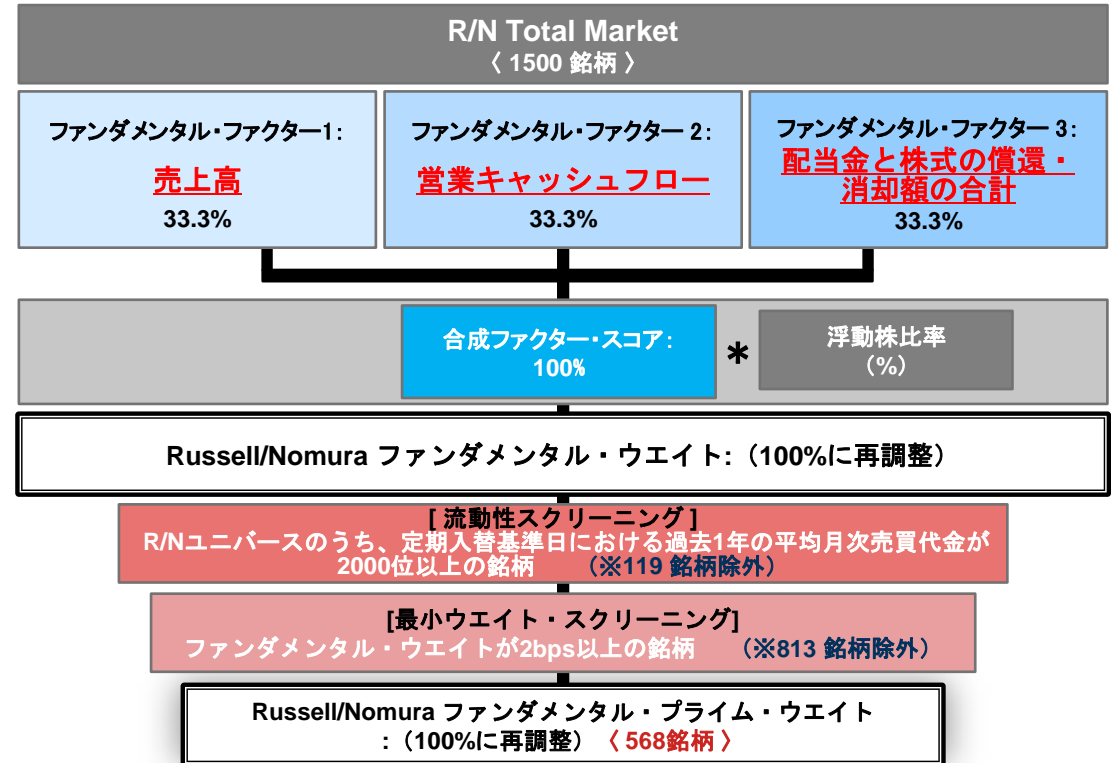 R/N Total Market
〈 1500 銘柄 〉
ファンダメンタル・ファクター1:
売上高
33.3%
ファンダメンタル・ファクター 2:
営業キャッシュフロー
33.3%
ファンダメンタル・ファクター 3:
配当金と株式の償還・
消却額の合計
33.3%
合成ファクター・スコア:
100%
*
浮動株比率
(%)
Russell/Nomura ファンダメンタル・ウエイト:（100%に再調整）
[ 流動性スクリーニング ]
R/Nユニバースのうち、定期入替基準日における過去1年の平均月次売買代金が
2000位以上の銘柄 （※119 銘柄除外）
[最小ウエイト・スクリーニング]
ファンダメンタル・ウエイトが2bps以上の銘柄 （※813 銘柄除外）
Russell/Nomura ファンダメンタル・プライム・ウエイト
:（100%に再調整）〈 568銘柄 〉